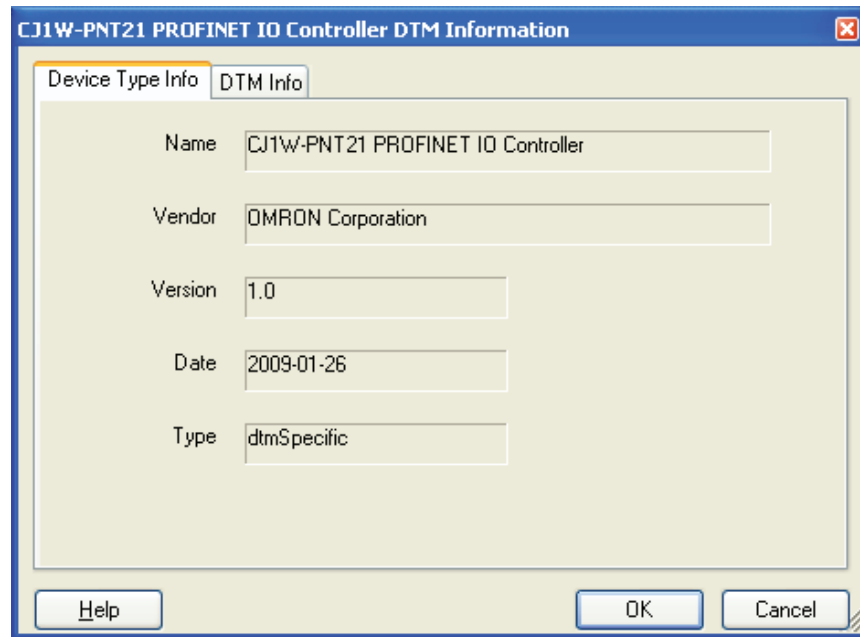 CJ1W-PNT21 PROFINET IO Controller DTM Information
Device Type Info DTM Info
Name CJ1W-PNT21 PROFINET IO Controller
Vendor OMRON Corporation
Version 1.0
Date 2009-01-26
Type dtmSpecific
Help OK Cancel